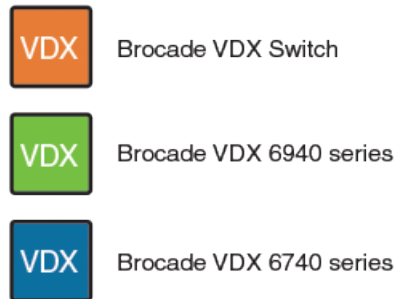 VDX Brocade VDX Switch
VDX Brocade VDX 6940 series
VDX Brocade VDX 6740 series